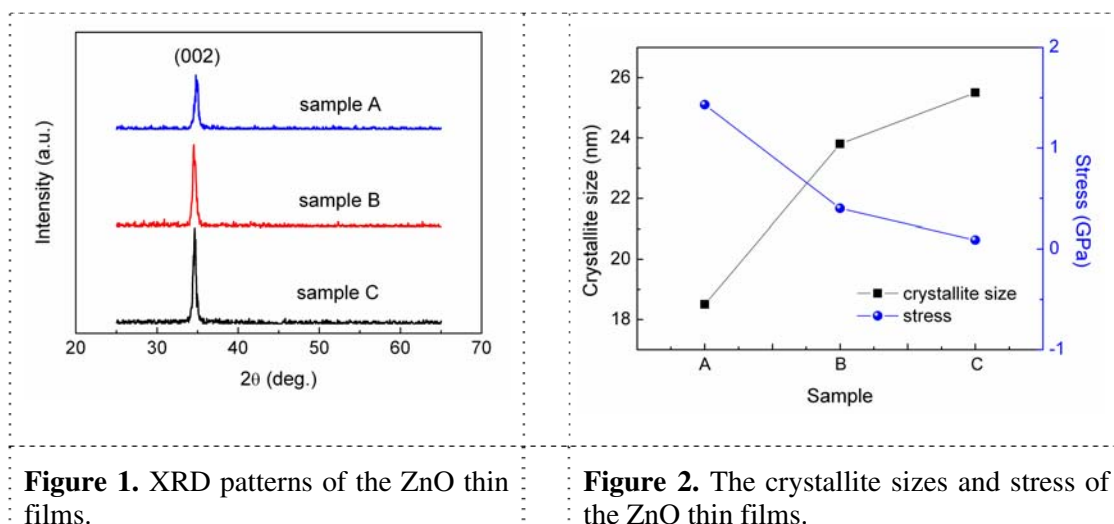 (002)
sample A
sample B
sample C
Intensity (a.u.)
20 30 40 50 60 70
2θ (deg.)
26
24
22
20
18
Crystallite size (nm)
2
1
0
-1
Stress (GPa)
crystallite size
stress
A B C
Sample
Figure 1. XRD patterns of the ZnO thin
films.
Figure 2. The crystallite sizes and stress of
the ZnO thin films.